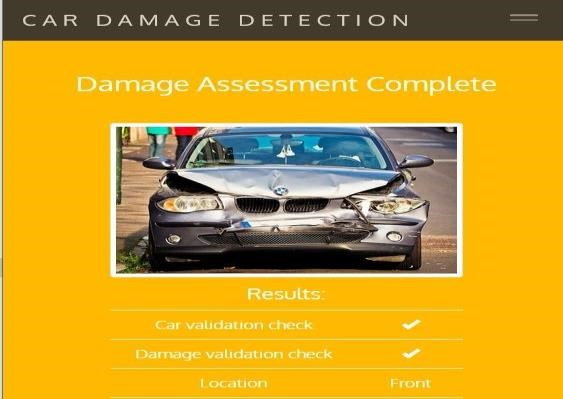 CAR DAMAGE DETECTION
Damage Assessment Complete
Results:
Car validation check ✓
Damage validation check ✓
Location Front